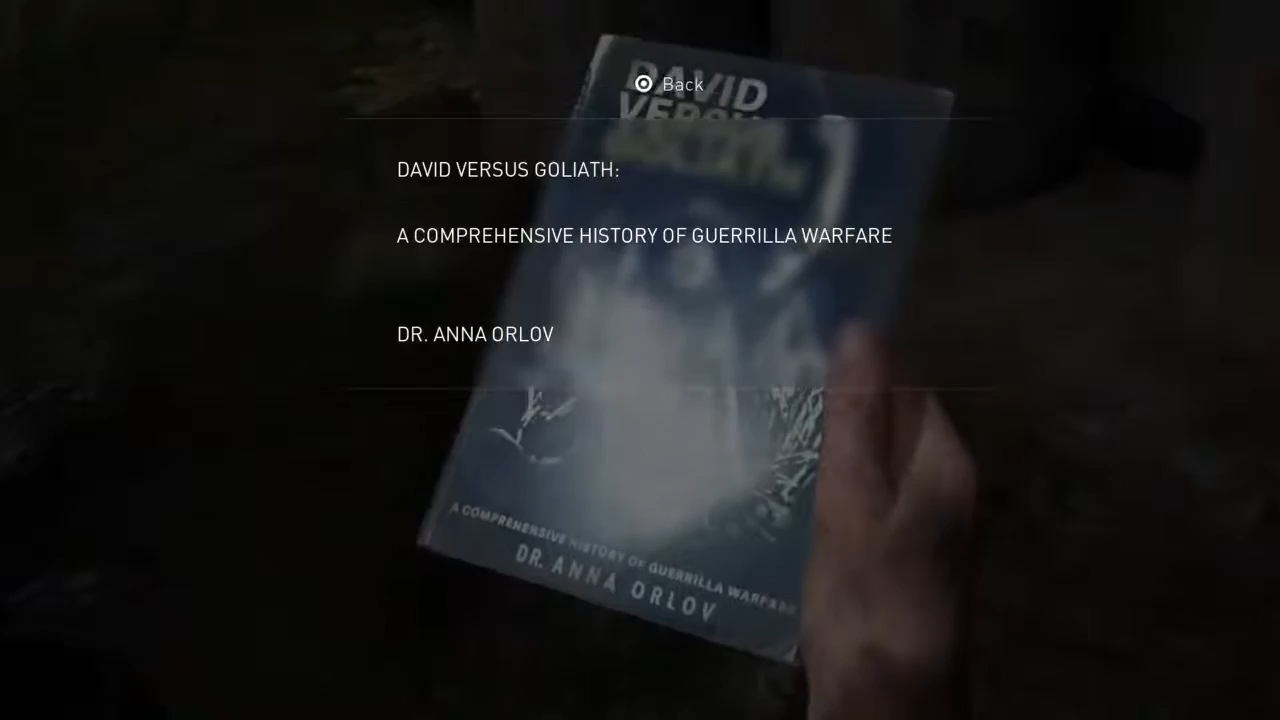 Back
DAVID
DAVID VERSUS GOLIATH:
A COMPREHENSIVE HISTORY OF GUERRILLA WARFARE
DR. ANNA ORLOV
A COMPREHENSIVE HISTORY OF GUERRILLA WARFARE
DR. ANNA ORLOV